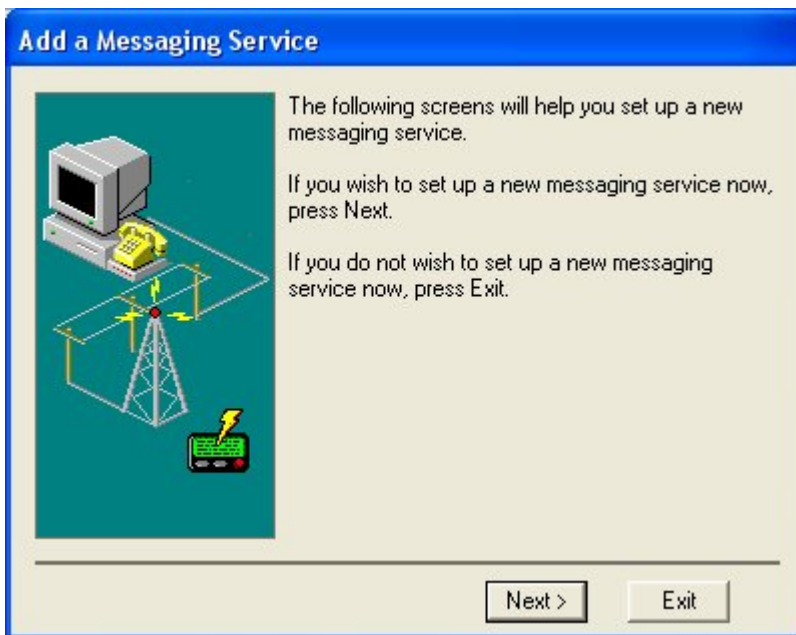 Add a Messaging Service
The following screens will help you set up a new
messaging service.
If you wish to set up a new messaging service now,
press Next.
If you do not wish to set up a new messaging
service now, press Exit.
Next >
Exit